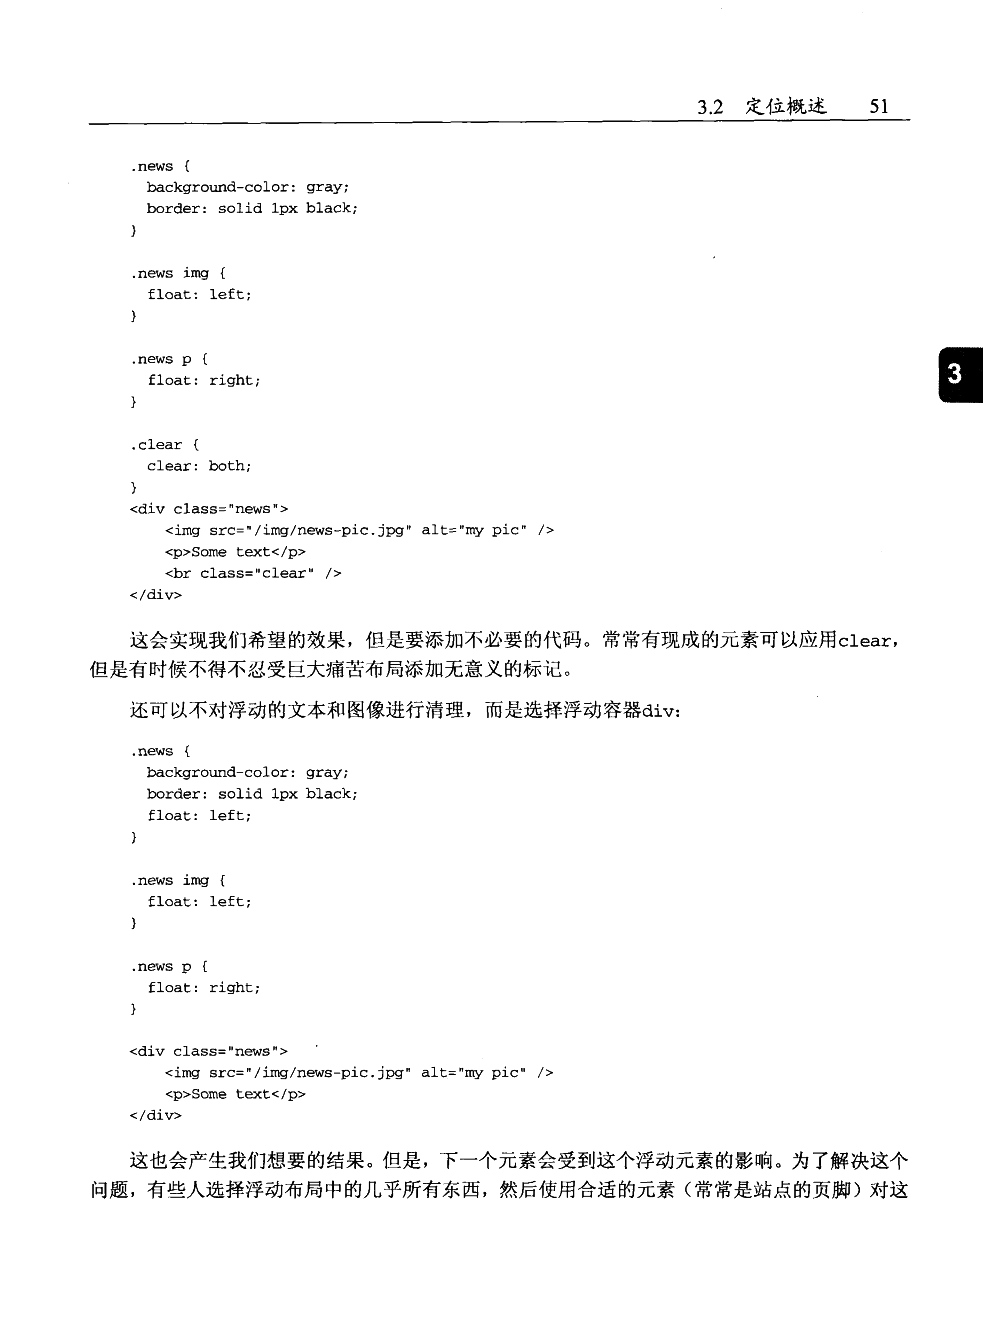 3.2 定位概述 51
.news {
  background-color: gray;
  border: solid 1px black;
}
.news img {
  float: left;
}
.news p {
  float: right;
}
3
.clear {
  clear: both;
}
<div class="news">
    <img src="/img/news-pic.jpg" alt="my pic" />
    <p>Some text</p>
    <br class="clear" />
</div>
这会实现我们希望的效果，但是要添加不必要的代码。常常有现成的元素可以应用clear，
但是有时候不得不忍受巨大痛苦布局添加无意义的标记。
还可以不对浮动的文本和图像进行清理，而是选择浮动容器div：
.news {
  background-color: gray;
  border: solid 1px black;
  float: left;
}
.news img {
  float: left;
}
.news p {
  float: right;
}
<div class="news">
    <img src="/img/news-pic.jpg" alt="my pic" />
    <p>Some text</p>
</div>
这也会产生我们想要的结果。但是，下一个元素会受到这个浮动元素的影响。为了解决这个
问题，有些人选择浮动布局中的几乎所有东西，然后使用合适的元素（常常是站点的页脚）对这